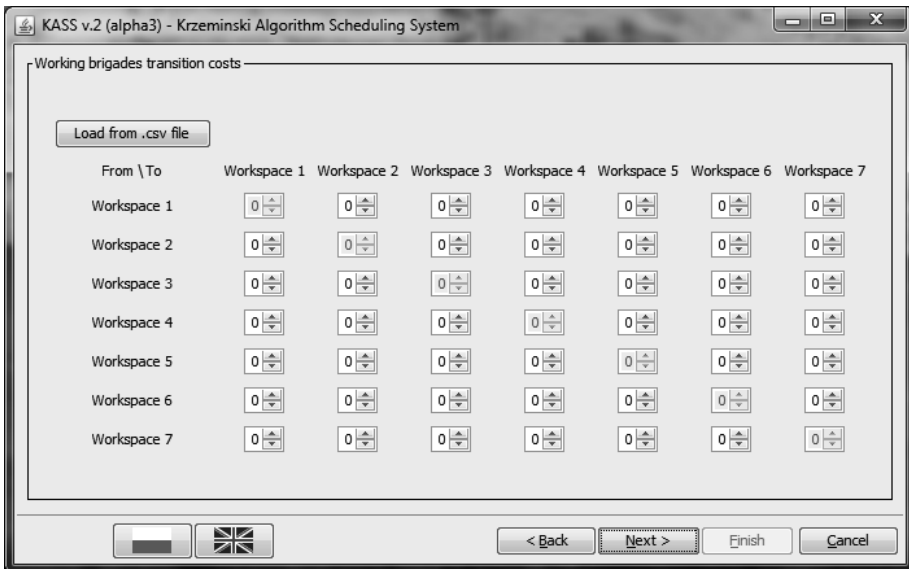 KASS v.2 (alpha3) - Krzeminski Algorithm Scheduling System
Working brigades transition costs
Load from .csv file
From \ To Workspace 1 Workspace 2 Workspace 3 Workspace 4 Workspace 5 Workspace 6 Workspace 7
Workspace 1 0 0 0 0 0 0 0
Workspace 2 0 0 0 0 0 0 0
Workspace 3 0 0 0 0 0 0 0
Workspace 4 0 0 0 0 0 0 0
Workspace 5 0 0 0 0 0 0 0
Workspace 6 0 0 0 0 0 0 0
Workspace 7 0 0 0 0 0 0 0
< Back Next > Finish Cancel